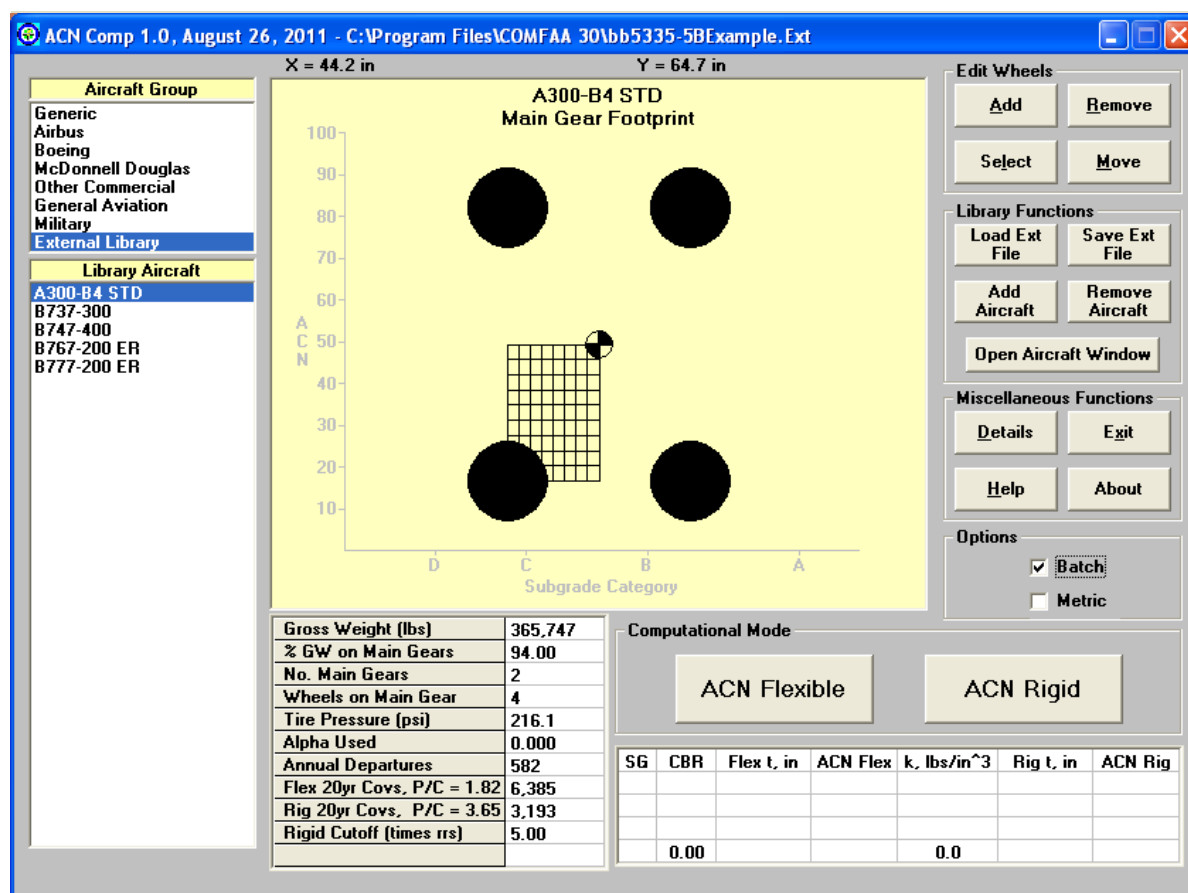 ACN Comp 1.0, August 26, 2011 - C:\Program Files\COMFAA 30\bb5335-5BExample.Ext
X = 44.2 in Y = 64.7 in
Aircraft Group
Generic
Airbus
Boeing
McDonnell Douglas
Other Commercial
General Aviation
Military
External Library
Library Aircraft
A300-B4 STD
B737-300
B747-400
B767-200 ER
B777-200 ER
A300-B4 STD
Main Gear Footprint
100
90
80
70
60
50
40
30
20
10
A
C
N
D C B A
Subgrade Category
Edit Wheels
Add Remove
Select Move
Library Functions
Load Ext File Save Ext File
Add Aircraft Remove Aircraft
Open Aircraft Window
Miscellaneous Functions
Details Exit
Help About
Options
Batch
Metric
Gross Weight (lbs) 365,747
% GW on Main Gears 94.00
No. Main Gears 2
Wheels on Main Gear 4
Tire Pressure (psi) 216.1
Alpha Used 0.000
Annual Departures 582
Flex 20yr Covs, P/C = 1.82 6,385
Rig 20yr Covs, P/C = 3.65 3,193
Rigid Cutoff (times rrs) 5.00
Computational Mode
ACN Flexible ACN Rigid
SG CBR Flex t, in ACN Flex k, lbs/in^3 Rig t, in ACN Rig
0.00 0.0